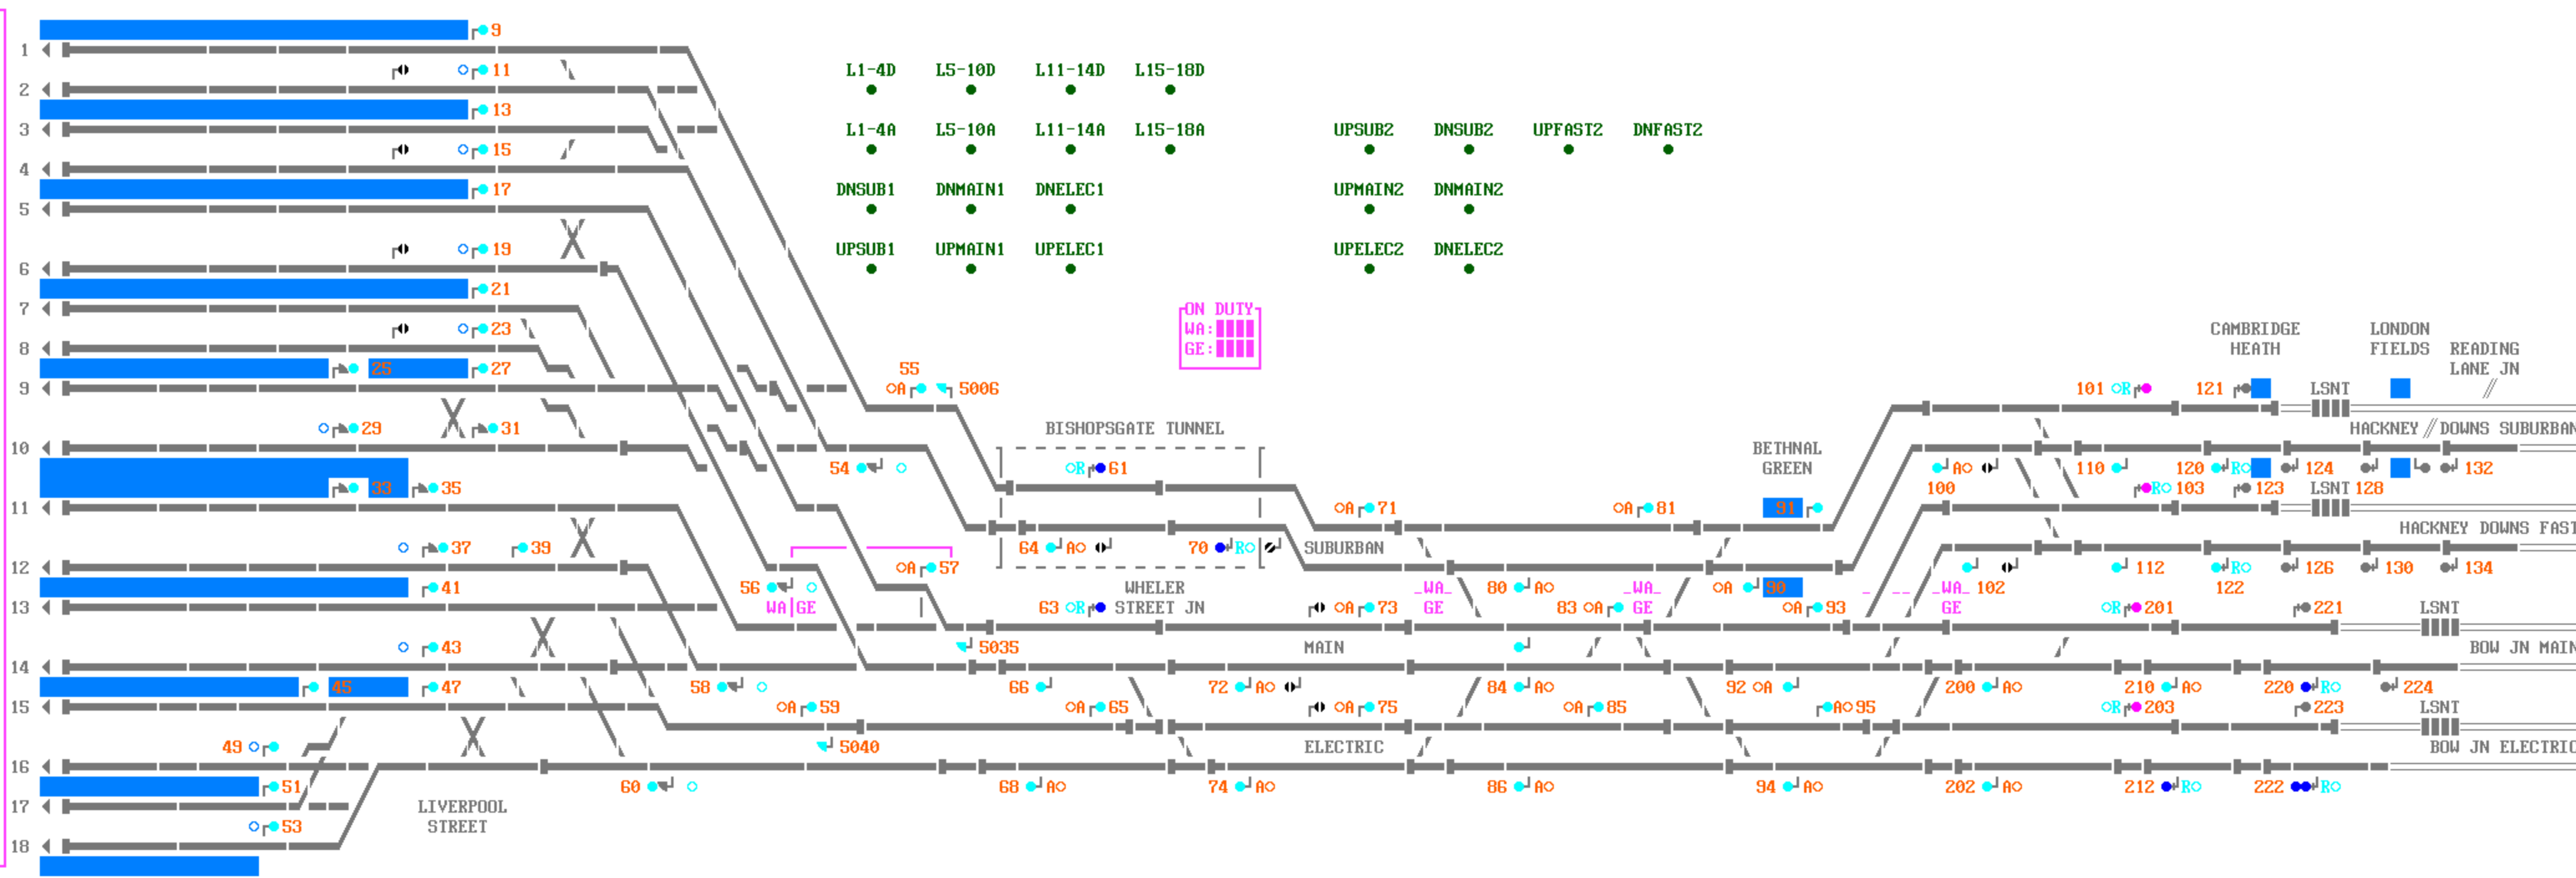 9
1
11
L1-4D L5-10D L11-14D L15-18D
2
13
3
L1-4A L5-10A L11-14A L15-18A UPSUB2 DNSUB2 UPFAST2 DNFAST2
15
4
17
DNSUB1 DNMAIN1 DNELEC1 UPMAIN2 DNMAIN2
5
19
UPSUB1 UPMAIN1 UPELEC1 UPELEC2 DNELEC2
6
21
7
ON DUTY
WA:
GE:
23
CAMBRIDGE HEATH
LONDON FIELDS
READING LANE JN
8
25 27 55
9
A 5006 101 R 121 LSNT
29 31 BISHOPSGATE TUNNEL HACKNEY DOWNS SUBURBAN
10
BETHNAL GREEN
54 R 61 A 110 120 R 124 132
100
33 35 R 103 123 LSNT 128
11
A 71 A 81 91
HACKNEY DOWNS FAST
37 39 64 A 70 R SUBURBAN
12
A 57 112 R 126 130 134
122
41 56 WHELER STREET JN _WA_ GE 80 A _WA_ GE A 90 _ __ _WA_ GE 102
13
WA GE 63 R A 73 83 A A 93 R 201 221 LSNT
43 5035 MAIN BOW JN MAIN
14
45 47 58 66 72 A 84 A 92 A 200 A 210 A 220 R 224
15
A 59 A 65 A 75 A 85 A 95 R 203 223 LSNT
49 5040 ELECTRIC BOW JN ELECTRIC
16
51 60 68 A 74 A 86 A 94 A 202 A 212 R 222 R
17
LIVERPOOL STREET
53
18